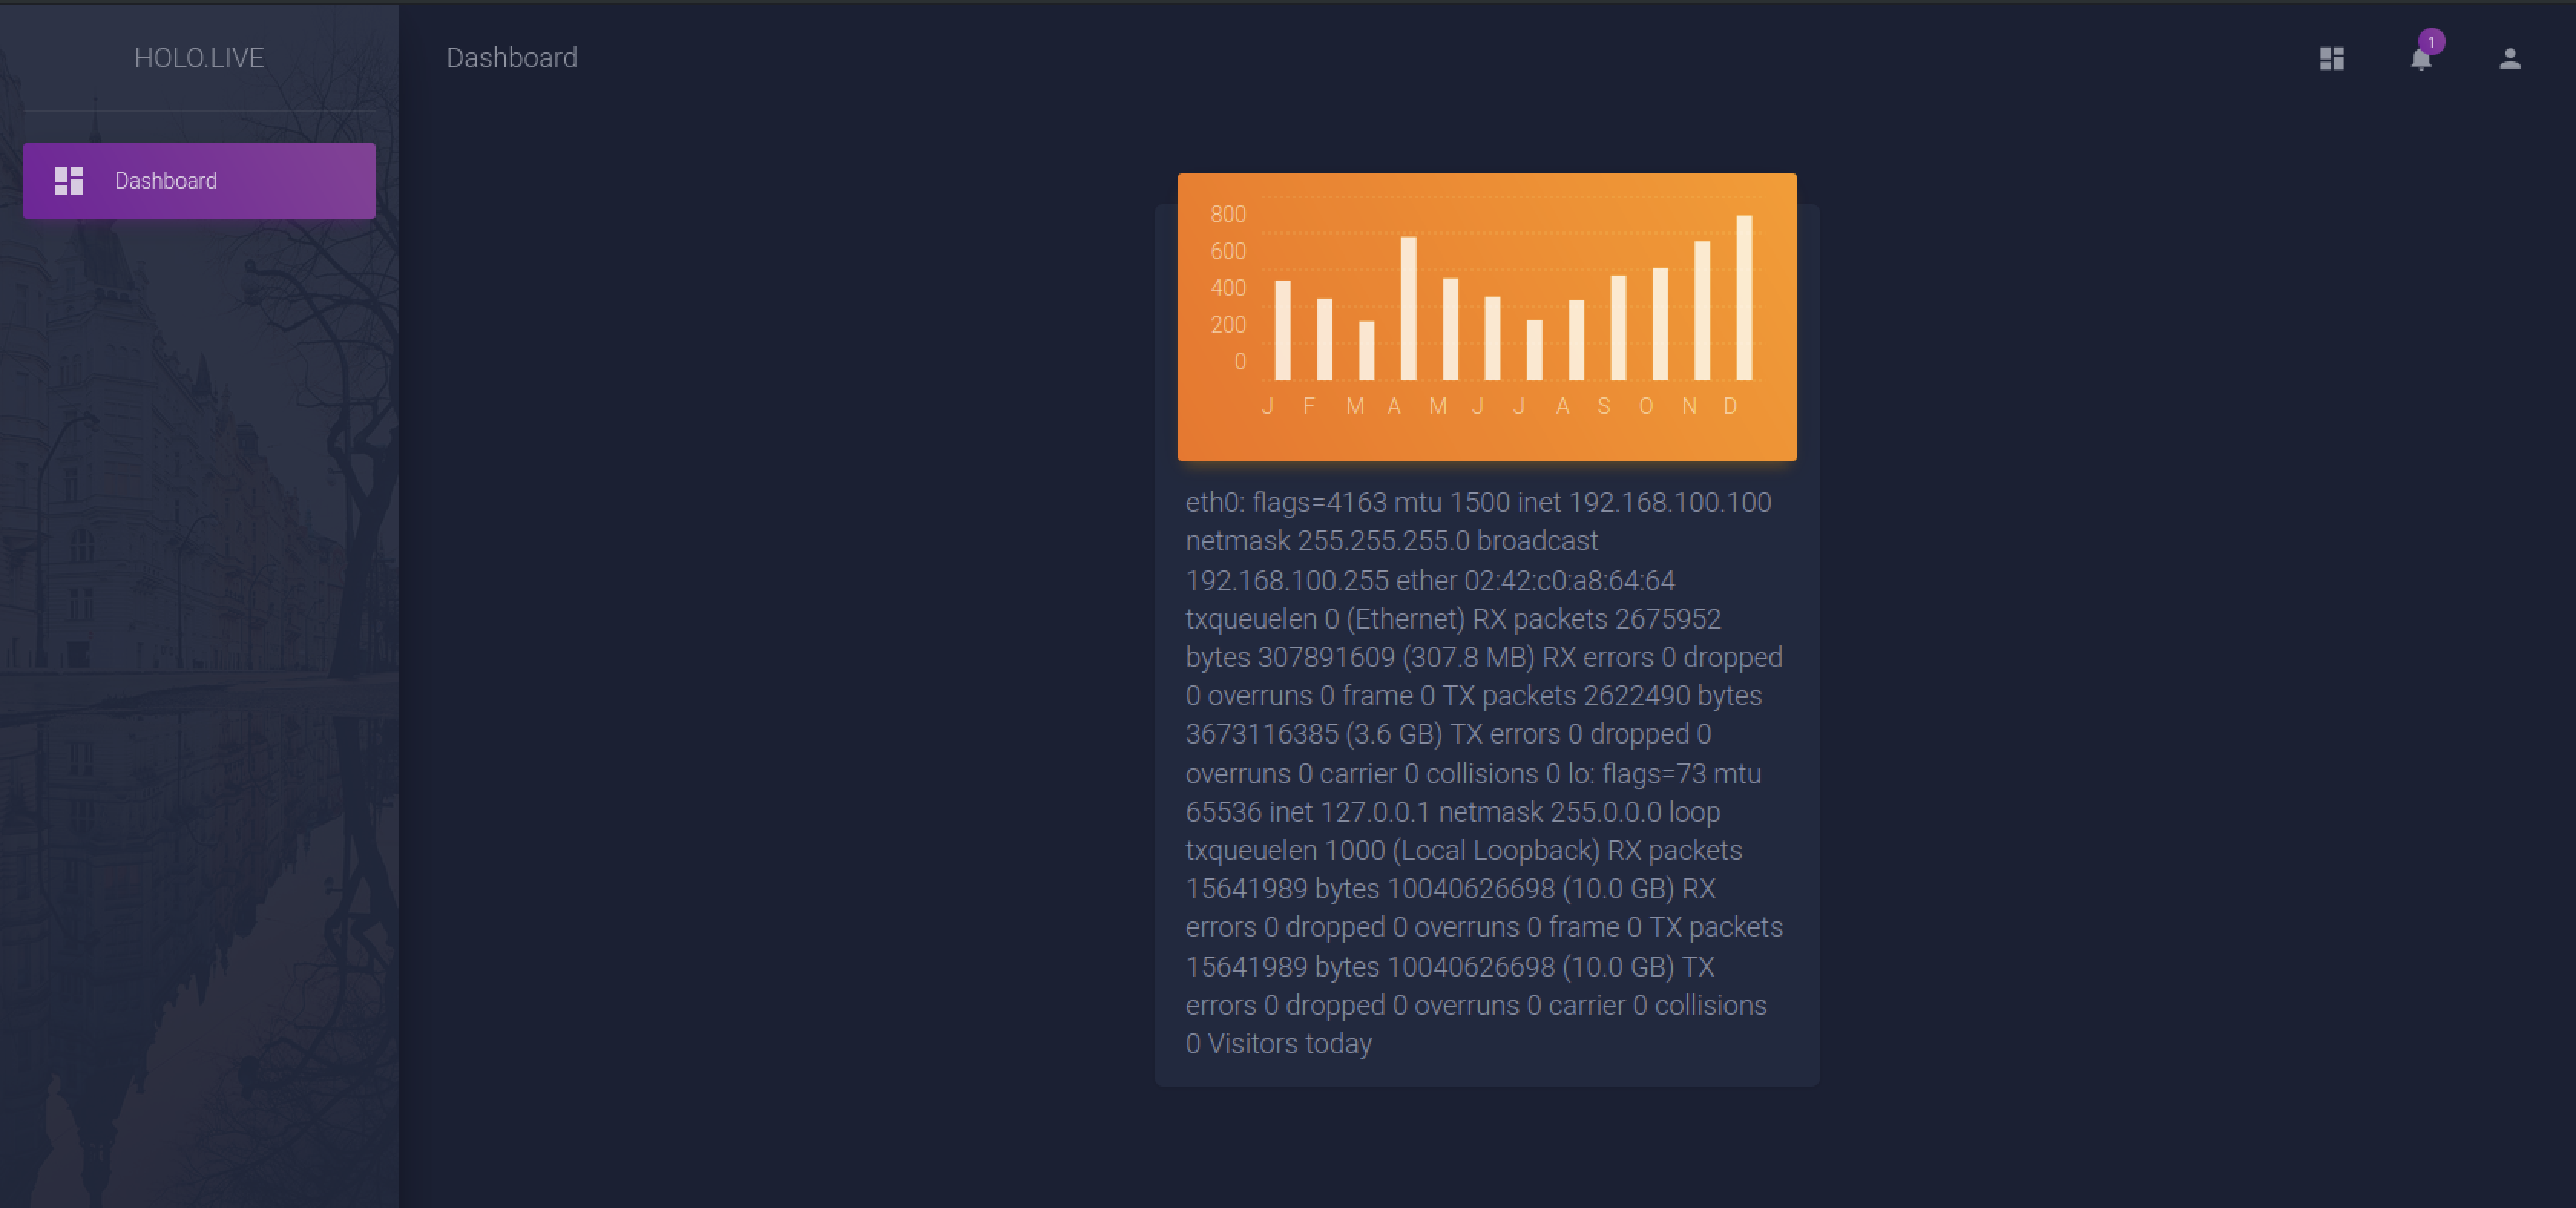 HOLO.LIVE
Dashboard
1
Dashboard
800
600
400
200
0
J F M A M J J A S O N D
eth0: flags=4163 mtu 1500 inet 192.168.100.100
netmask 255.255.255.0 broadcast
192.168.100.255 ether 02:42:c0:a8:64:64
txqueuelen 0 (Ethernet) RX packets 2675952
bytes 307891609 (307.8 MB) RX errors 0 dropped
0 overruns 0 frame 0 TX packets 2622490 bytes
3673116385 (3.6 GB) TX errors 0 dropped 0
overruns 0 carrier 0 collisions 0 lo: flags=73 mtu
65536 inet 127.0.0.1 netmask 255.0.0.0 loop
txqueuelen 1000 (Local Loopback) RX packets
15641989 bytes 10040626698 (10.0 GB) RX
errors 0 dropped 0 overruns 0 frame 0 TX packets
15641989 bytes 10040626698 (10.0 GB) TX
errors 0 dropped 0 overruns 0 carrier 0 collisions
0 Visitors today